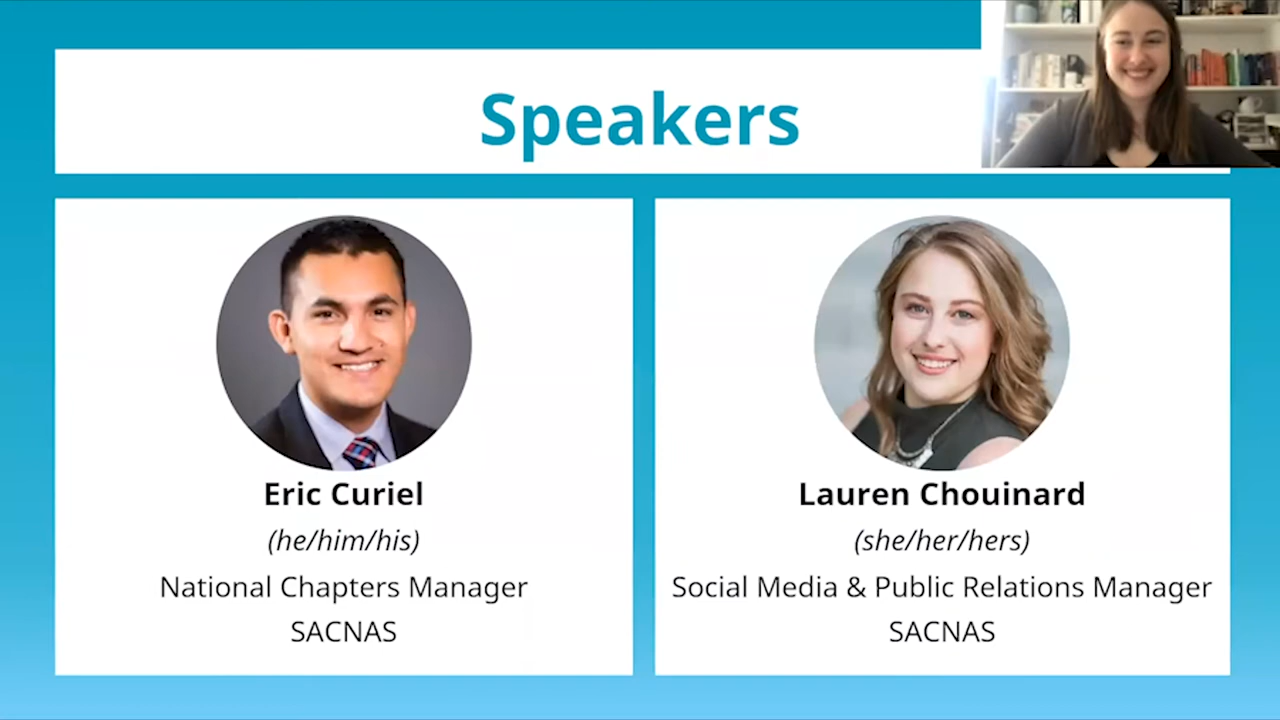 Speakers
Eric Curiel
(he/him/his)
National Chapters Manager
SACNAS
Lauren Chouinard
(she/her/hers)
Social Media & Public Relations Manager
SACNAS